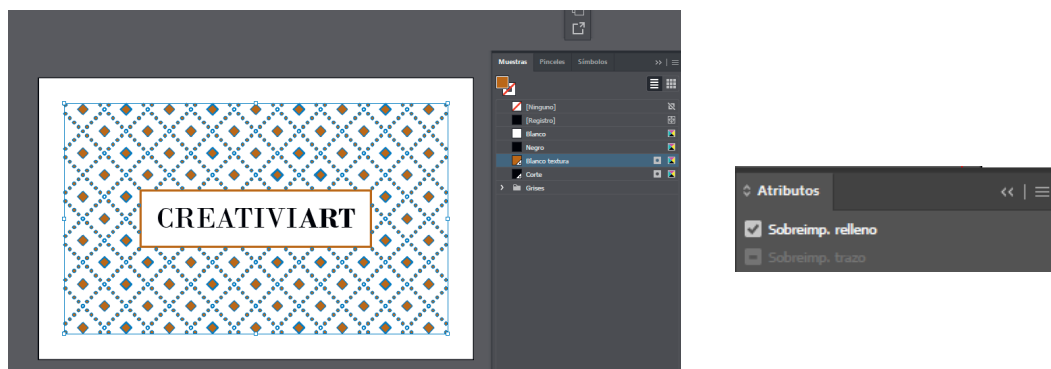 Muestras Pinceles Símbolos
[Ninguno]
[Registro]
Blanco
Negro
Blanco textura
Corte
Grises
CREATIVIART
Atributos
Sobreimp. relleno
Sobreimp. trazo